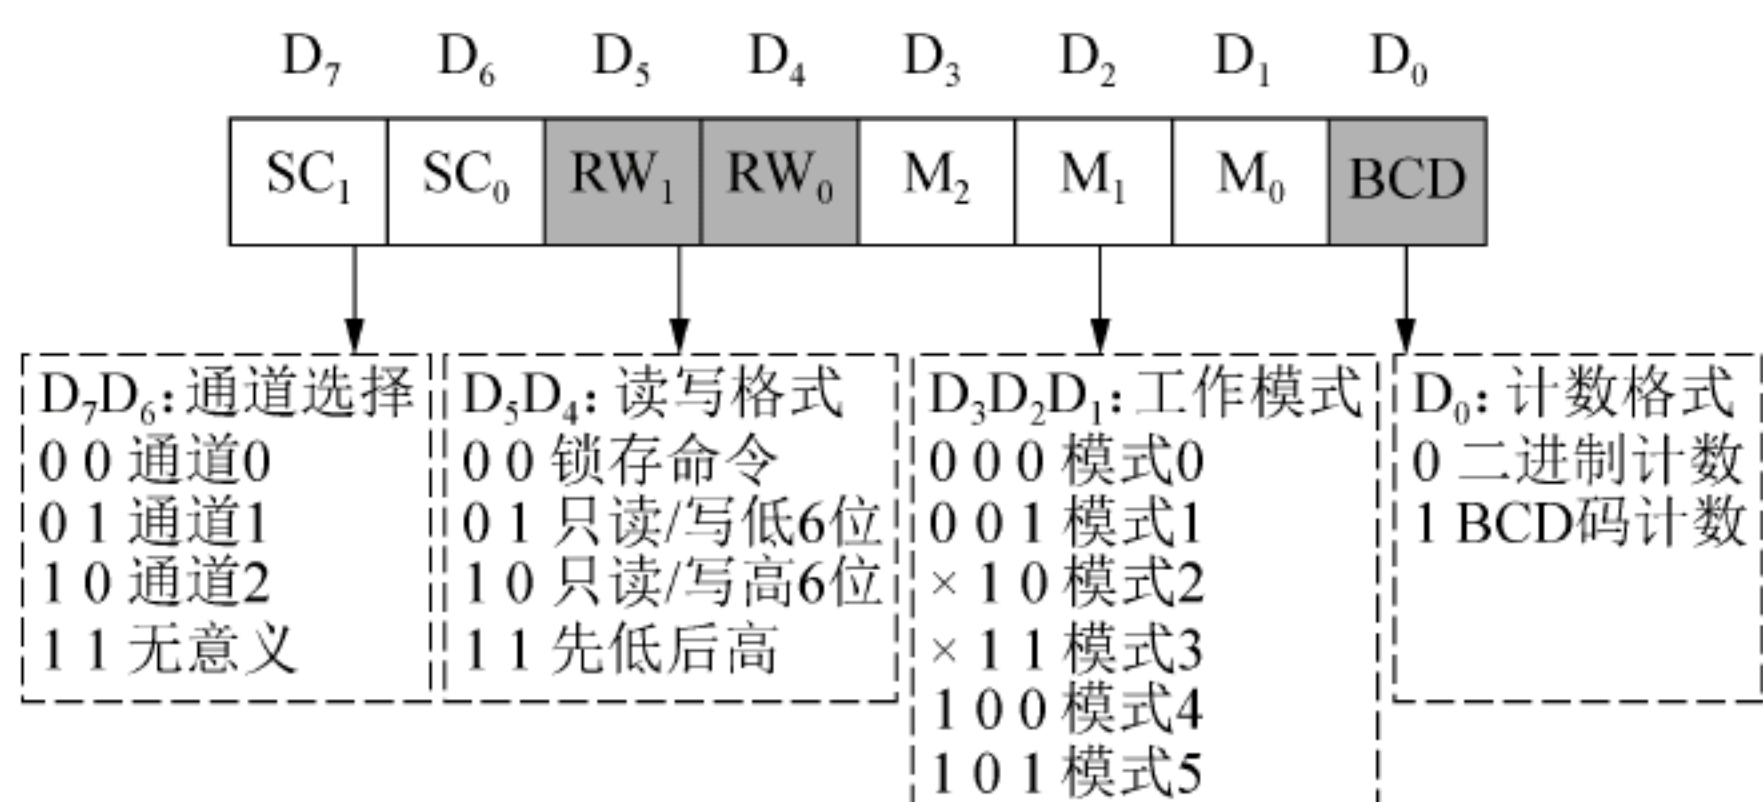 D₇ D₆ D₅ D₄ D₃ D₂ D₁ D₀
SC₁ SC₀ RW₁ RW₀ M₂ M₁ M₀ BCD
D₇D₆:通道选择
0 0 通道0
0 1 通道1
1 0 通道2
1 1 无意义
D₅D₄:读写格式
0 0 锁存命令
0 1 只读/写低6位
1 0 只读/写高6位
1 1 先低后高
D₃D₂D₁:工作模式
0 0 0 模式0
0 0 1 模式1
× 1 0 模式2
× 1 1 模式3
1 0 0 模式4
1 0 1 模式5
D₀:计数格式
0 二进制计数
1 BCD码计数